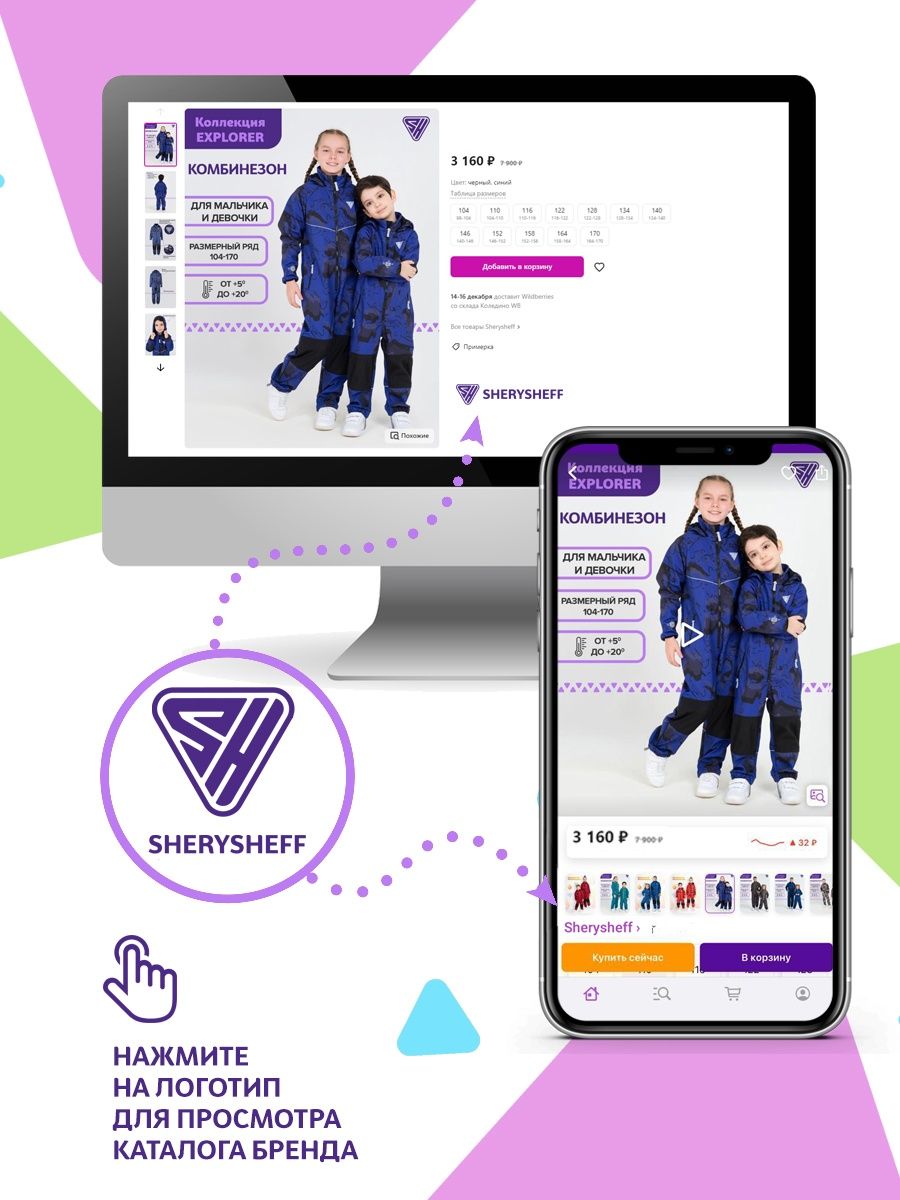 Коллекция
EXPLORER
КОМБИНЕЗОН
ДЛЯ МАЛЬЧИКА
И ДЕВОЧКИ
РАЗМЕРНЫЙ РЯД
104-170
ОТ +5°
ДО +20°
Похожие
3 160 ₽ 7 900 ₽
Цвет: черный, синий
Таблица размеров
104 110 116 122 128 134 140
98-104 104-110 110-116 116-122 122-128 128-134 134-140
146 152 158 164 170
140-146 146-152 152-158 158-164 164-170
Добавить в корзину
14-16 декабря доставит Wildberries
со склада Коледино WB
Все товары Sherysheff ›
Примерка
SH SHERYSHEFF
Коллекция
EXPLORER
КОМБИНЕЗОН
ДЛЯ МАЛЬЧИКА
И ДЕВОЧКИ
РАЗМЕРНЫЙ РЯД
104-170
ОТ +5°
ДО +20°
3 160 ₽ 7 900 ₽ ▲ 32 ₽
Sherysheff ›
Купить сейчас В корзину
SH
SHERYSHEFF
НАЖМИТЕ
НА ЛОГОТИП
ДЛЯ ПРОСМОТРА
КАТАЛОГА БРЕНДА